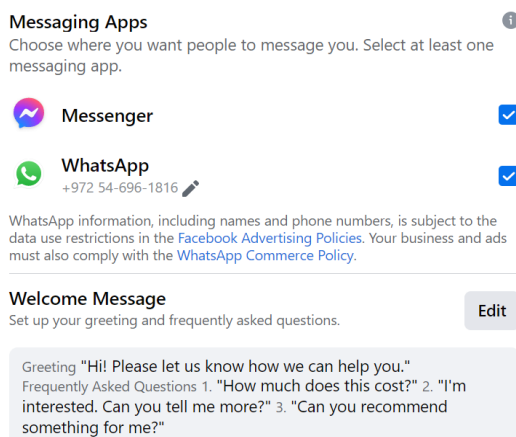 Messaging Apps
Choose where you want people to message you. Select at least one
messaging app.
Messenger
WhatsApp
+972 54-696-1816
WhatsApp information, including names and phone numbers, is subject to the
data use restrictions in the Facebook Advertising Policies. Your business and ads
must also comply with the WhatsApp Commerce Policy.
Welcome Message
Set up your greeting and frequently asked questions.
Edit
Greeting "Hi! Please let us know how we can help you."
Frequently Asked Questions 1. "How much does this cost?" 2. "I'm
interested. Can you tell me more?" 3. "Can you recommend
something for me?"